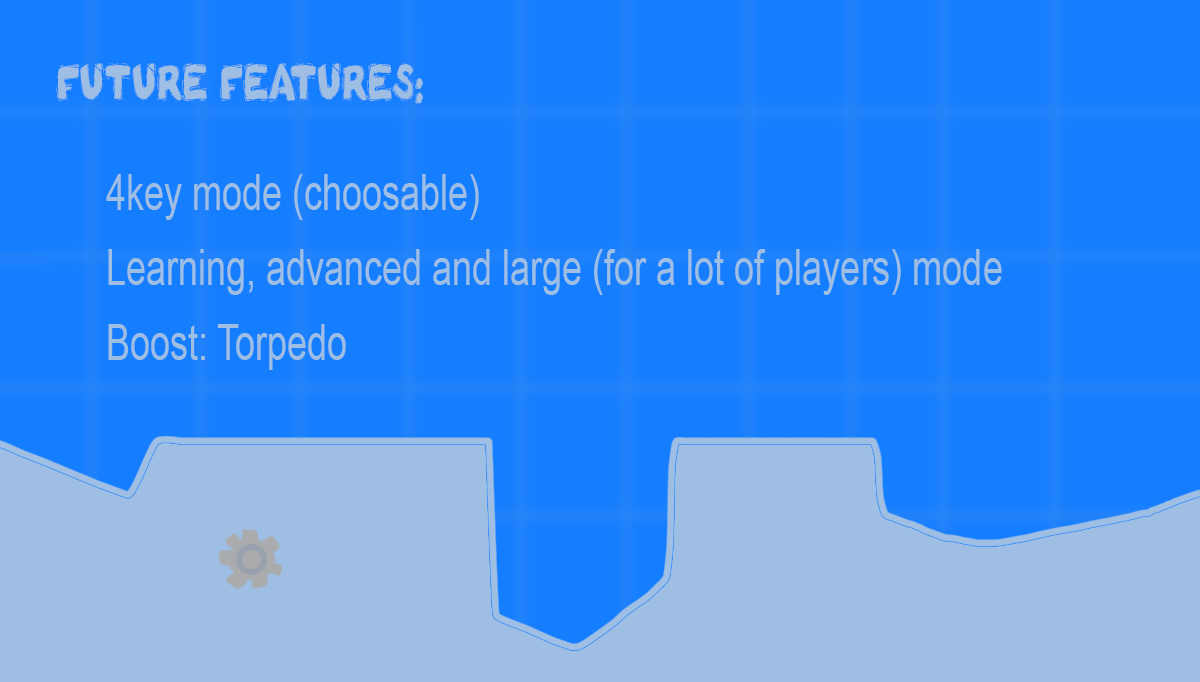 FUTURE FEATURES:
4key mode (choosable)
Learning, advanced and large (for a lot of players) mode
Boost: Torpedo